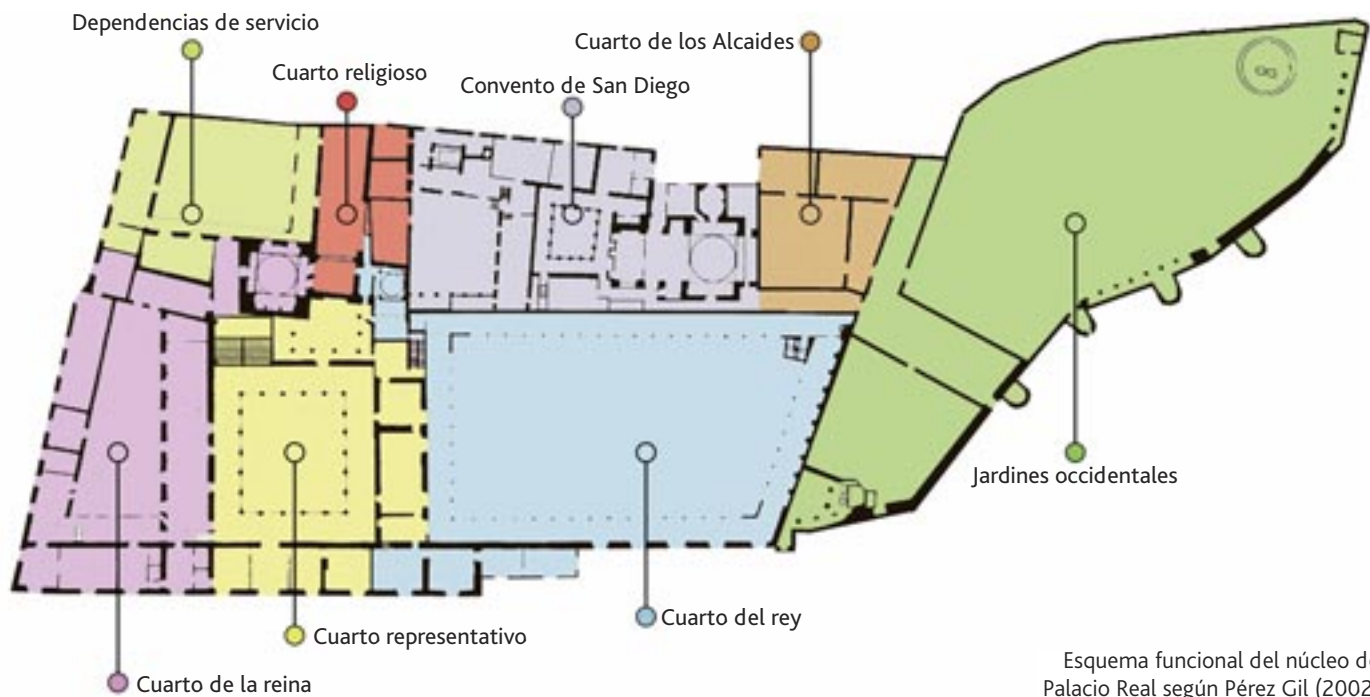 Dependencias de servicio
Cuarto religioso
Convento de San Diego
Cuarto de los Alcaides
Jardines occidentales
Cuarto del rey
Cuarto representativo
Cuarto de la reina
Esquema funcional del núcleo de
Palacio Real según Pérez Gil (2002